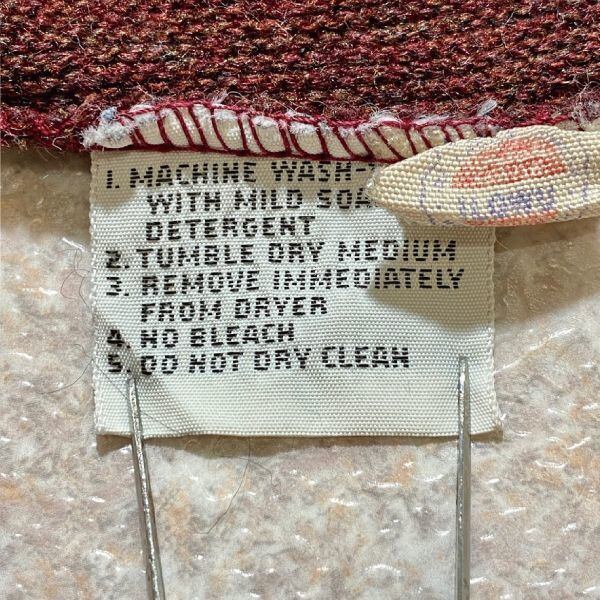 1. MACHINE WASH-
WITH MILD
DETERGENT
2. TUMBLE DRY MEDIUM
3. REMOVE IMMEDIATELY
FROM DRYER
4. NO BLEACH
5. DO NOT DRY CLEAN